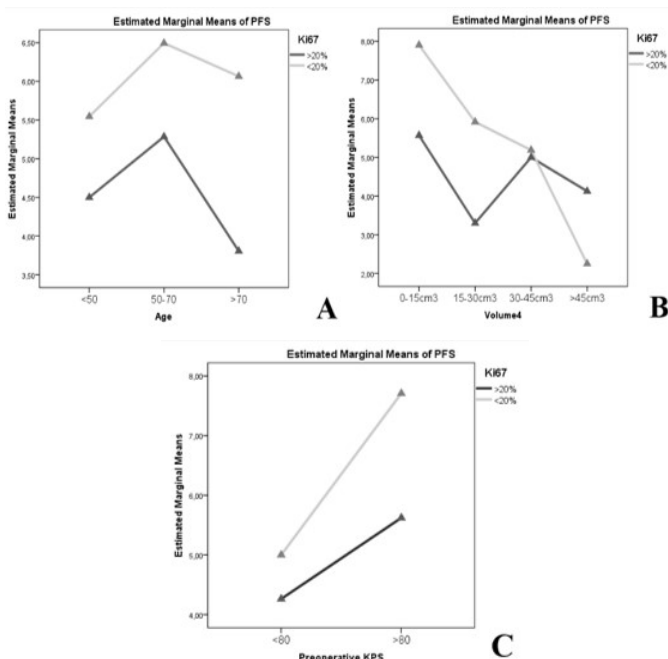 Estimated Marginal Means of PFS
Ki67
>20%
<20%
Estimated Marginal Means
6,50
6,00
5,50
5,00
4,50
4,00
3,50
<50
50-70
>70
Age
A
Estimated Marginal Means of PFS
Ki67
>20%
<20%
Estimated Marginal Means
8,00
7,00
6,00
5,00
4,00
3,00
2,00
0-15cm3
15-30cm3
30-45cm3
>45cm3
Volume4
B
Estimated Marginal Means of PFS
Ki67
>20%
<20%
Estimated Marginal Means
8,00
7,00
6,00
5,00
4,00
<80
>80
Preoperative KPS
C